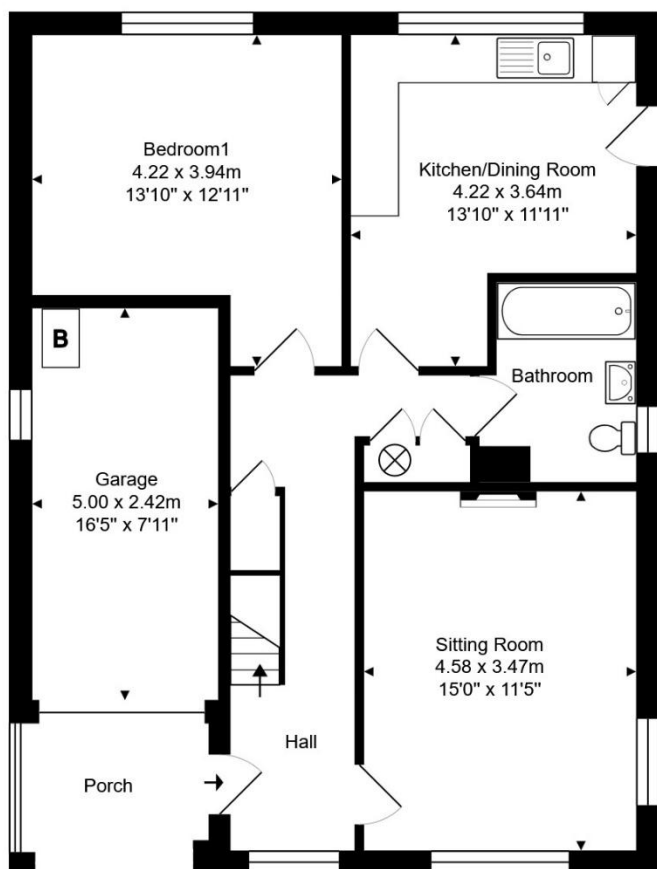 Bedroom1
4.22 x 3.94m
13'10" x 12'11"
Kitchen/Dining Room
4.22 x 3.64m
13'10" x 11'11"
B
Bathroom
Garage
5.00 x 2.42m
16'5" x 7'11"
Sitting Room
4.58 x 3.47m
15'0" x 11'5"
Hall
Porch